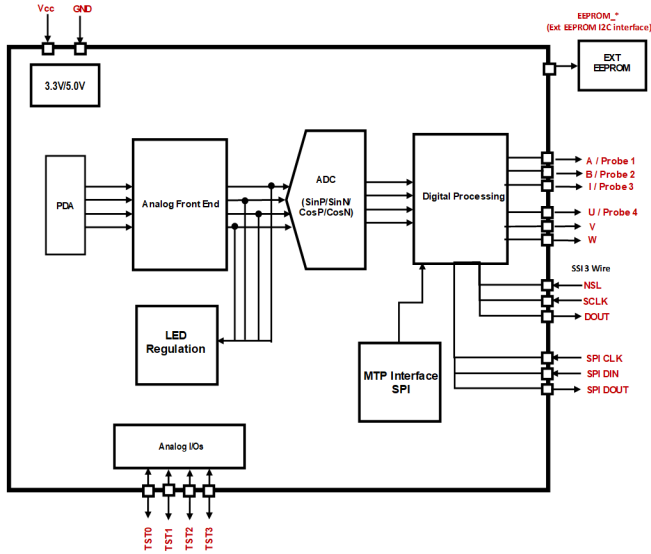 Vcc
GND
EEPROM_*
(Ext EEPROM I2C interface)
EXT
EEPROM
3.3V/5.0V
PDA
Analog Front End
ADC
(SinP/SinN/
CosP/CosN)
Digital Processing
A / Probe 1
B / Probe 2
I / Probe 3
U / Probe 4
V
W
SSI 3 Wire
NSL
SCLK
DOUT
LED
Regulation
MTP Interface
SPI
SPI CLK
SPI DIN
SPI DOUT
Analog I/Os
TST0
TST1
TST2
TST3